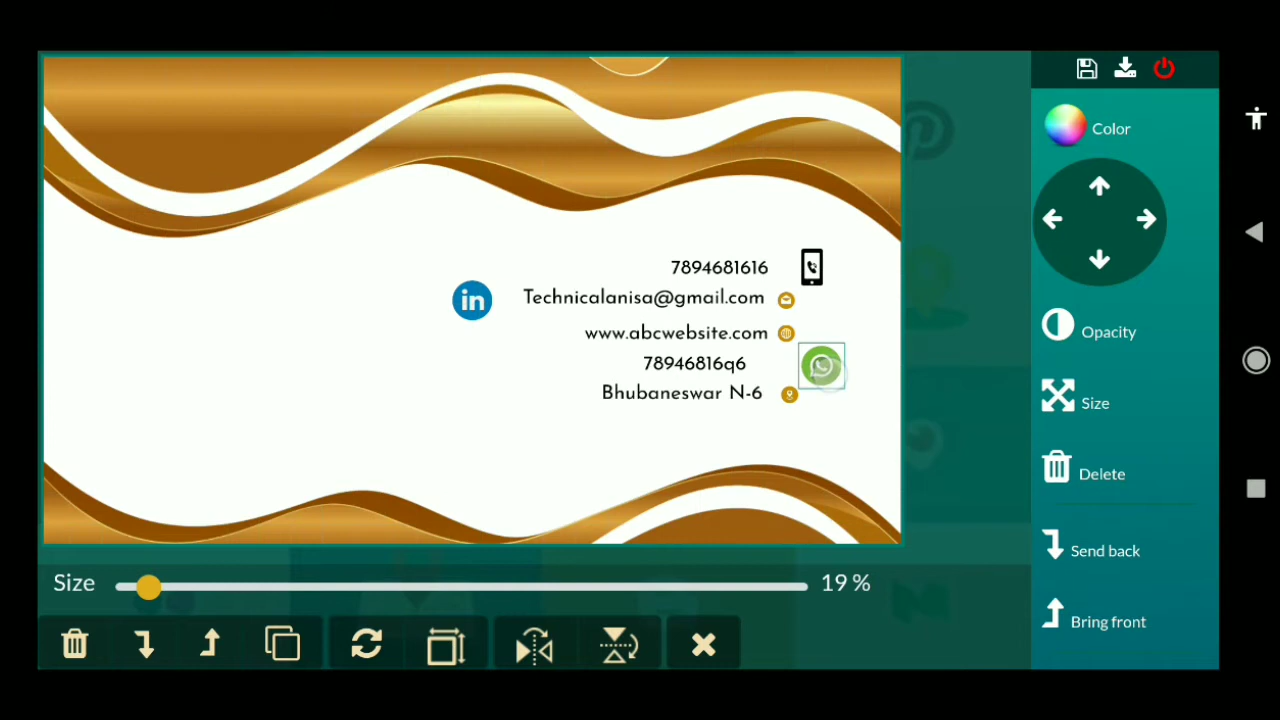 Color
7894681616
in Technicalanisa@gmail.com
www.abcwebsite.com
78946816q6
Bhubaneswar N-6
Opacity
Size
Delete
Send back
Bring front
Size 19 %